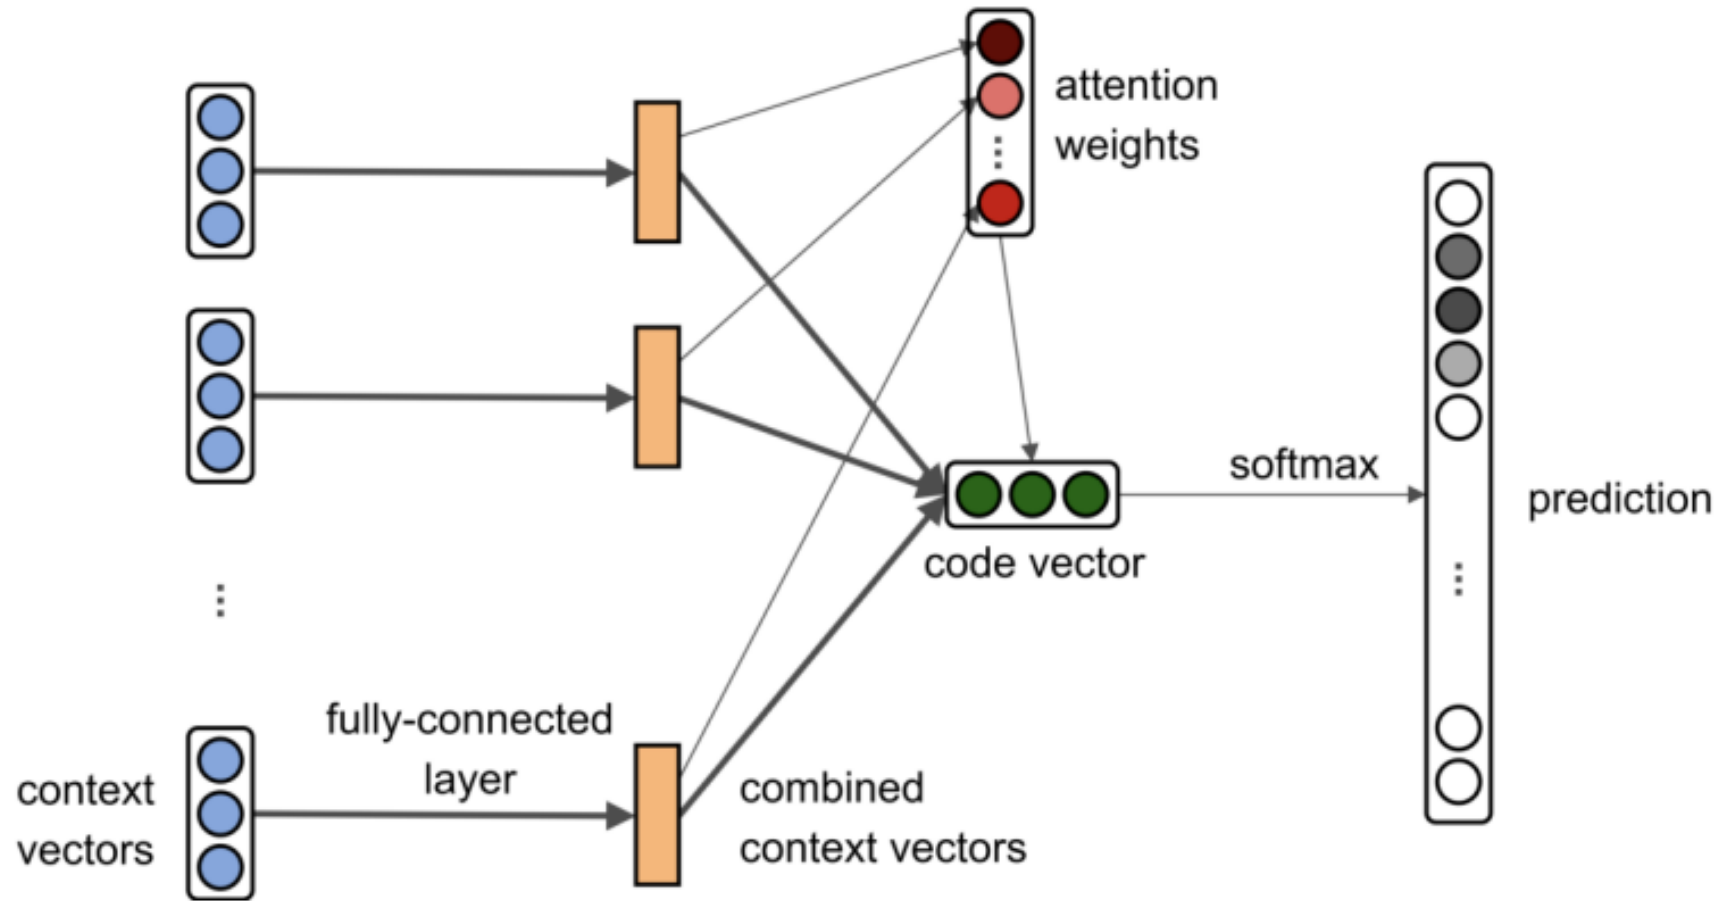 attention
weights
softmax
prediction
code vector
fully-connected
layer
context
vectors
combined
context vectors